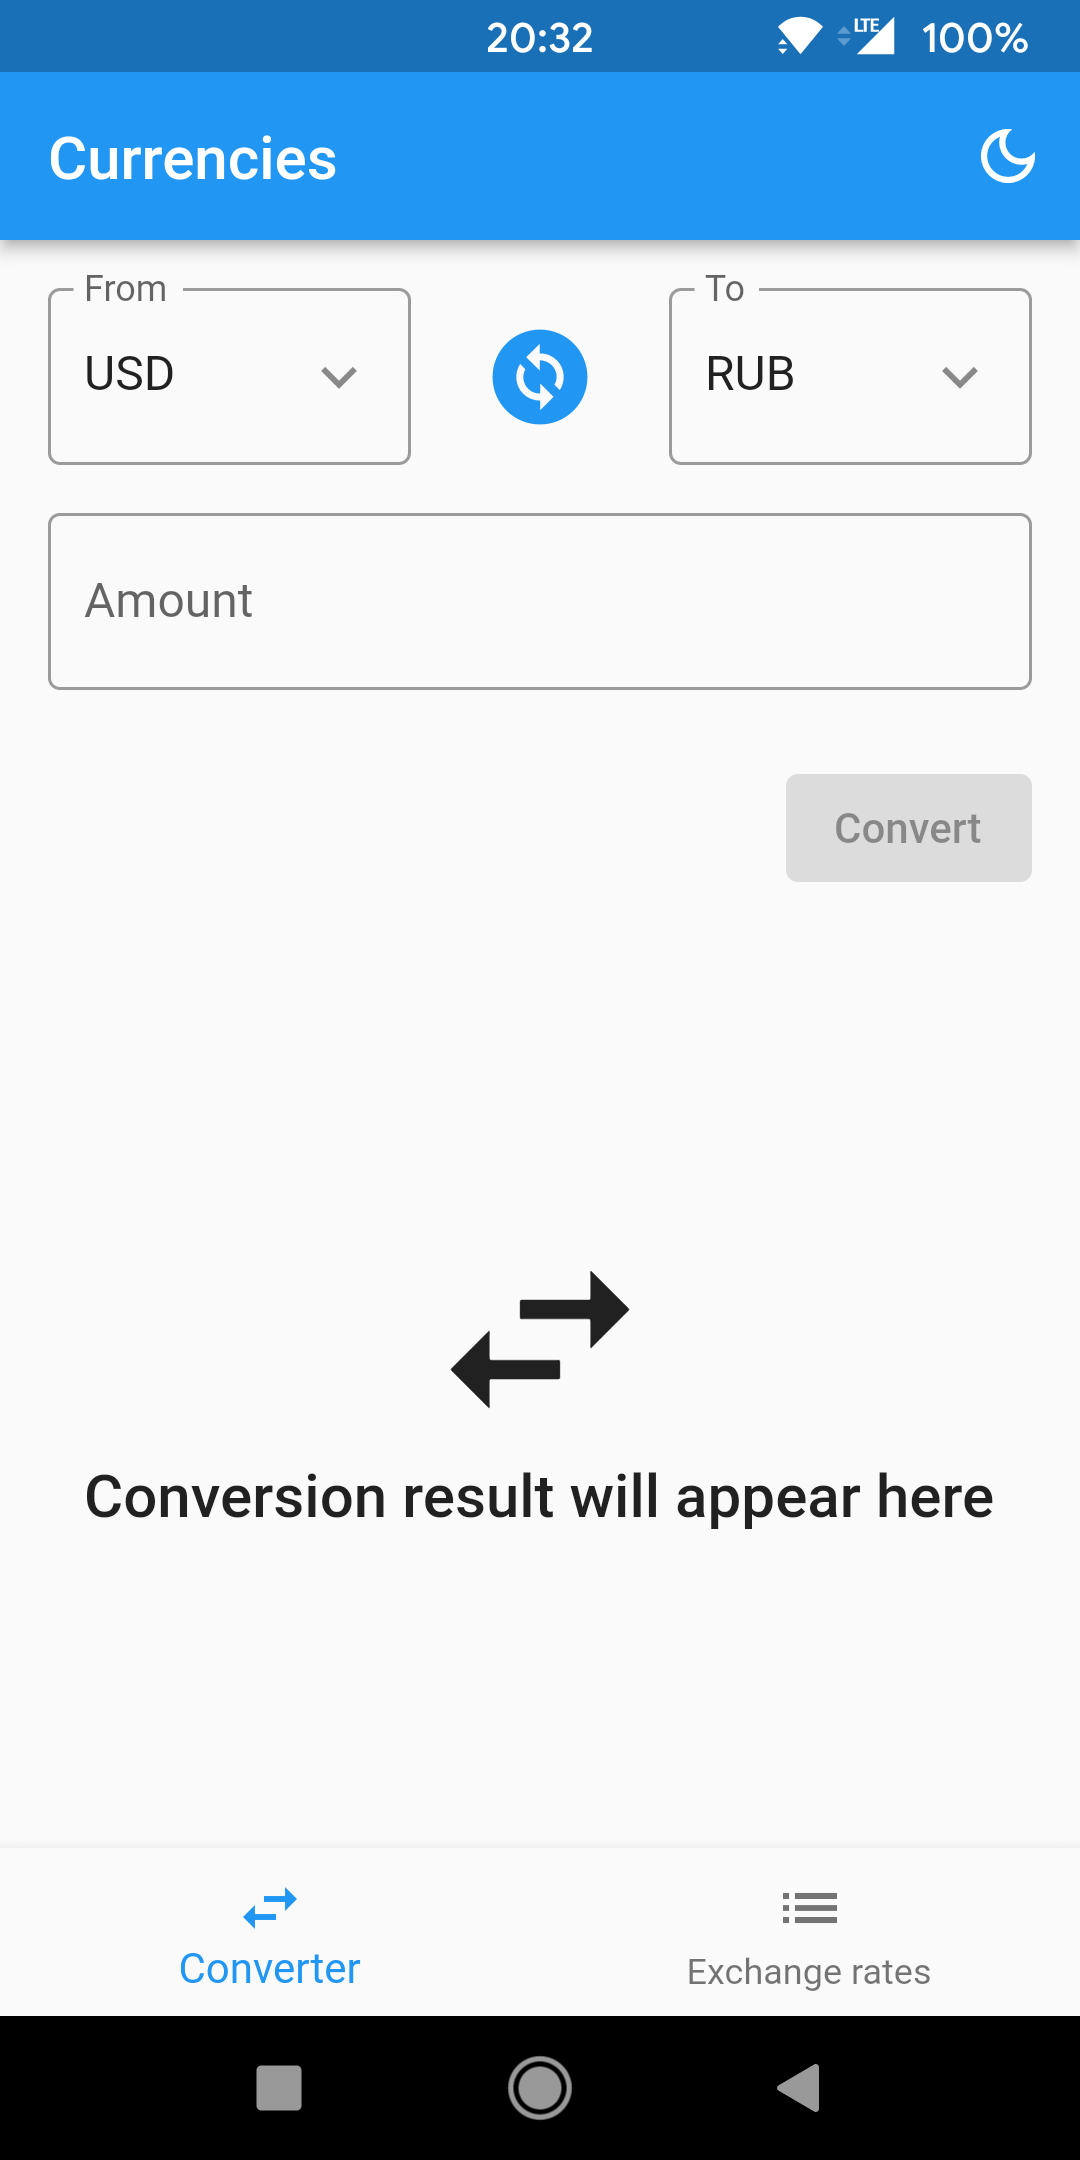 20:32 LTE 100%
Currencies
From To
USD RUB
Amount
Convert
Conversion result will appear here
Converter Exchange rates